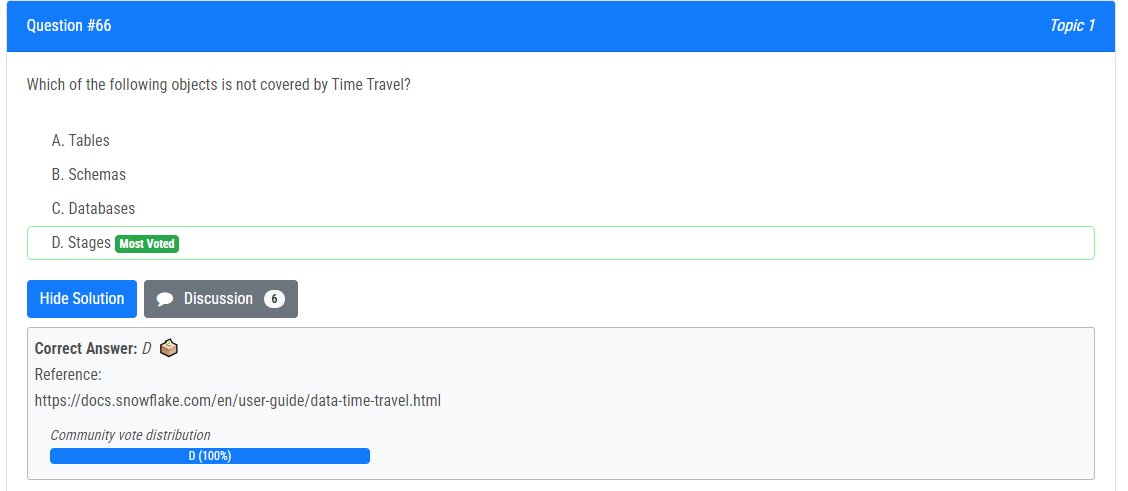 Question #66
Topic 1
Which of the following objects is not covered by Time Travel?
A. Tables
B. Schemas
C. Databases
D. Stages Most Voted
Hide Solution
Discussion 6
Correct Answer: D
Reference:
https://docs.snowflake.com/en/user-guide/data-time-travel.html
Community vote distribution
D (100%)